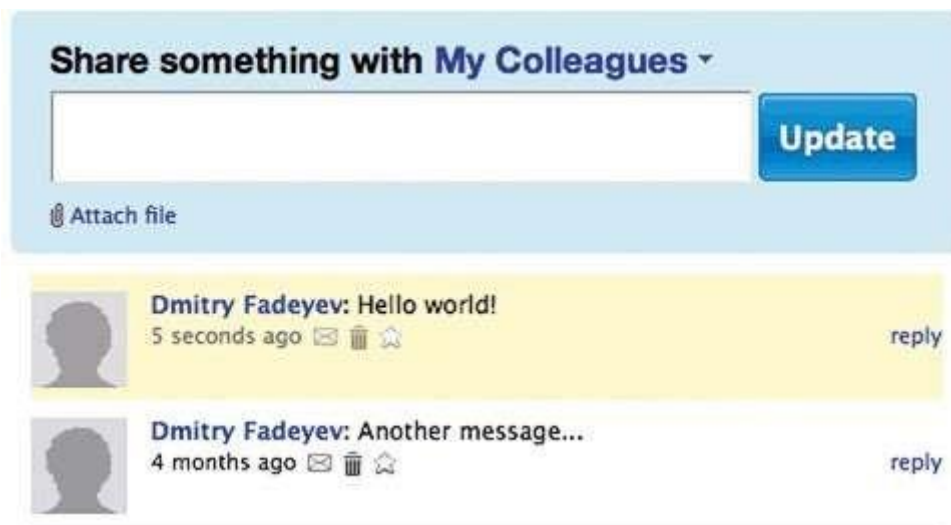 Share something with My Colleagues
Update
Attach file
Dmitry Fadeyev: Hello world!
5 seconds ago
reply
Dmitry Fadeyev: Another message...
4 months ago
reply